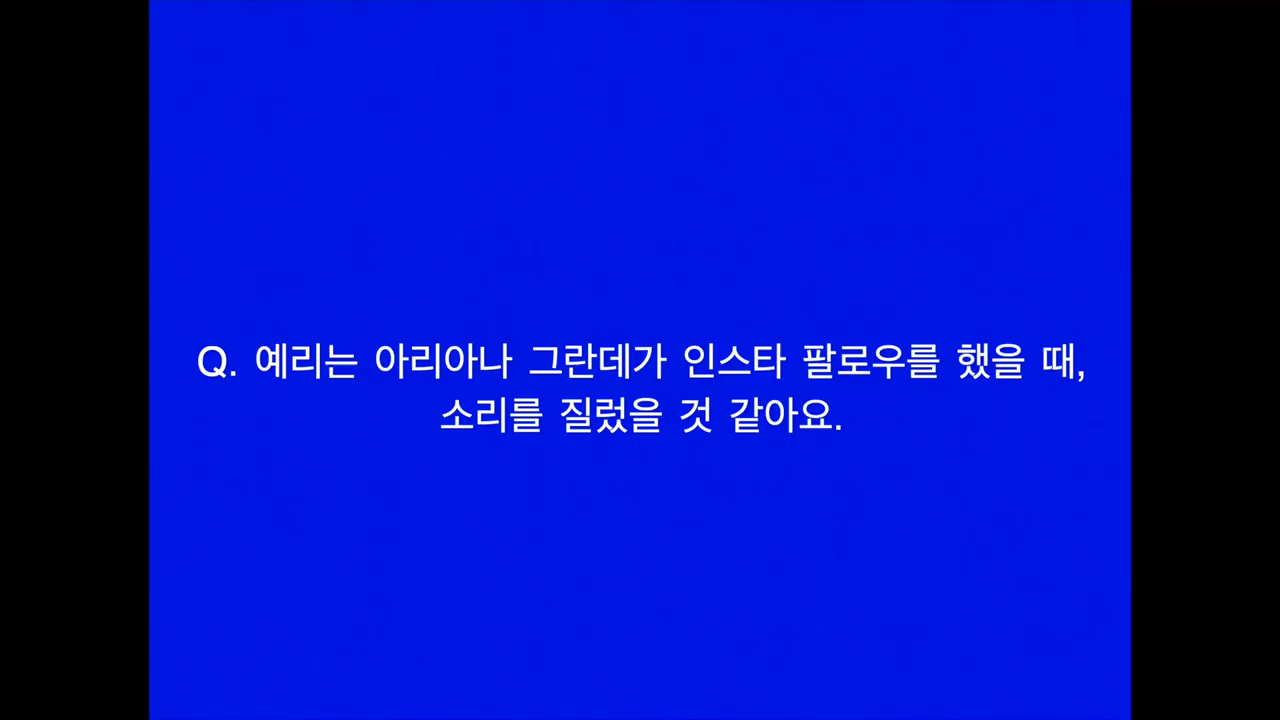 Q. 예리는 아리아나 그란데가 인스타 팔로우를 했을 때,
소리를 질렀을 것 같아요.